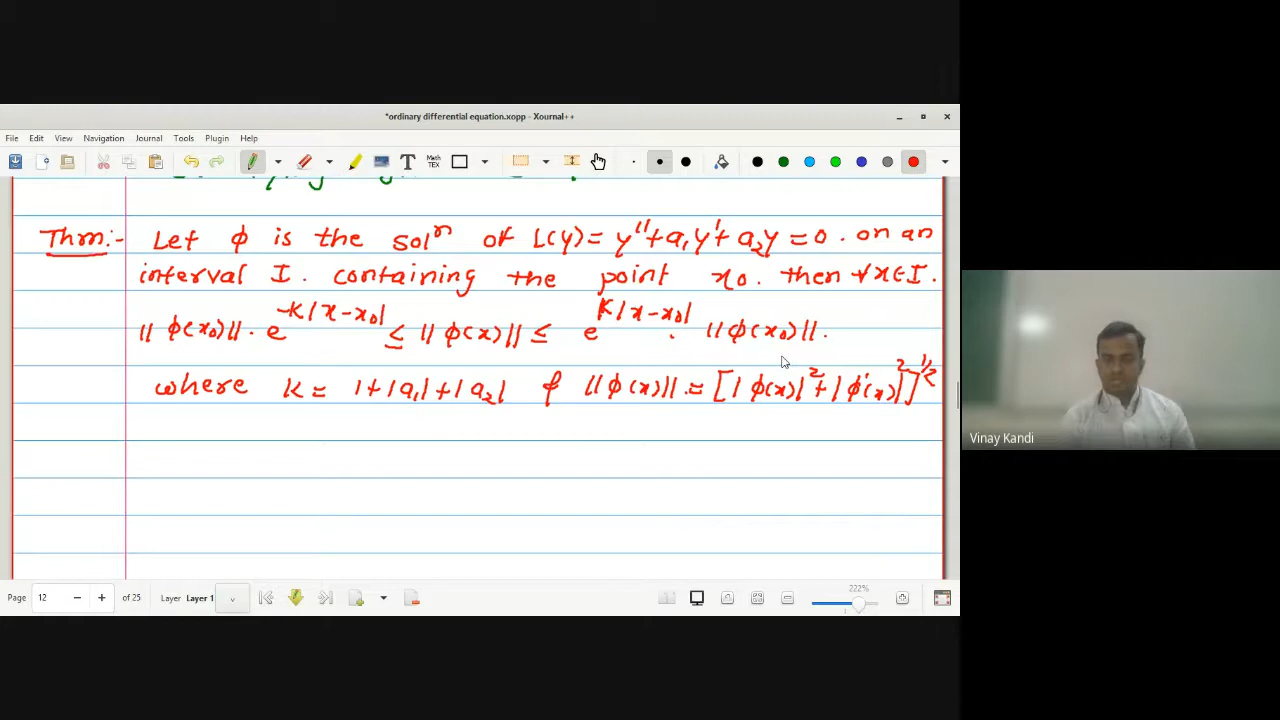 *ordinary differential equation.xopp - Xournal++
File Edit View Navigation Journal Tools Plugin Help
Thm:- Let ϕ is the solⁿ of L(y) = y'' + a₁y' + a₂y = 0 . on an
interval I . containing the point x₀ . then ∀x∈I .
||ϕ(x₀)|| . e^{-K|x-x₀|} ≤ ||ϕ(x)|| ≤ e^{K|x-x₀|} . ||ϕ(x₀)|| .
where K = 1+|a₁|+|a₂| & ||ϕ(x)|| = [|ϕ(x)|² + |ϕ'(x)|²]^{1/2}
Vinay Kandi
Page 12 of 25 Layer Layer 1 222%